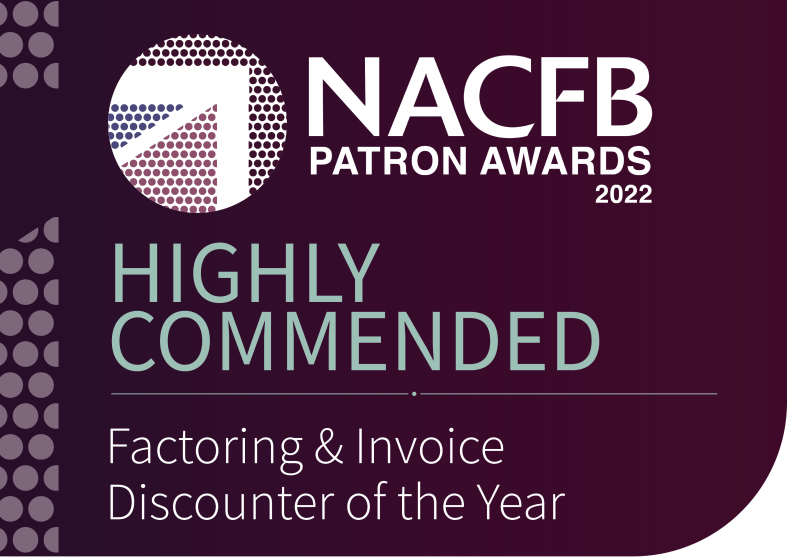 NACFB
PATRON AWARDS
2022
HIGHLY
COMMENDED
Factoring & Invoice
Discounter of the Year